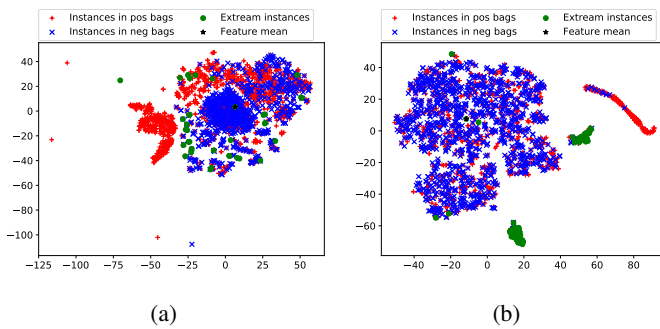 Instances in pos bags Extream instances
Instances in neg bags Feature mean
40
20
0
−20
−40
−60
−80
−100
−125 −100 −75 −50 −25 0 25 50
(a)
Instances in pos bags Extream instances
Instances in neg bags Feature mean
40
20
0
−20
−40
−60
−40 −20 0 20 40 60 80
(b)